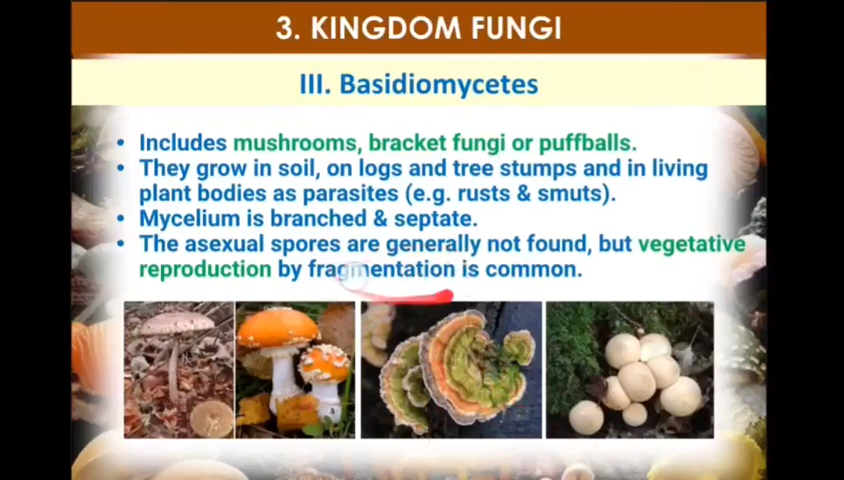 3. KINGDOM FUNGI
III. Basidiomycetes
• Includes mushrooms, bracket fungi or puffballs.
• They grow in soil, on logs and tree stumps and in living
plant bodies as parasites (e.g. rusts & smuts).
• Mycelium is branched & septate.
• The asexual spores are generally not found, but vegetative
reproduction by fragmentation is common.